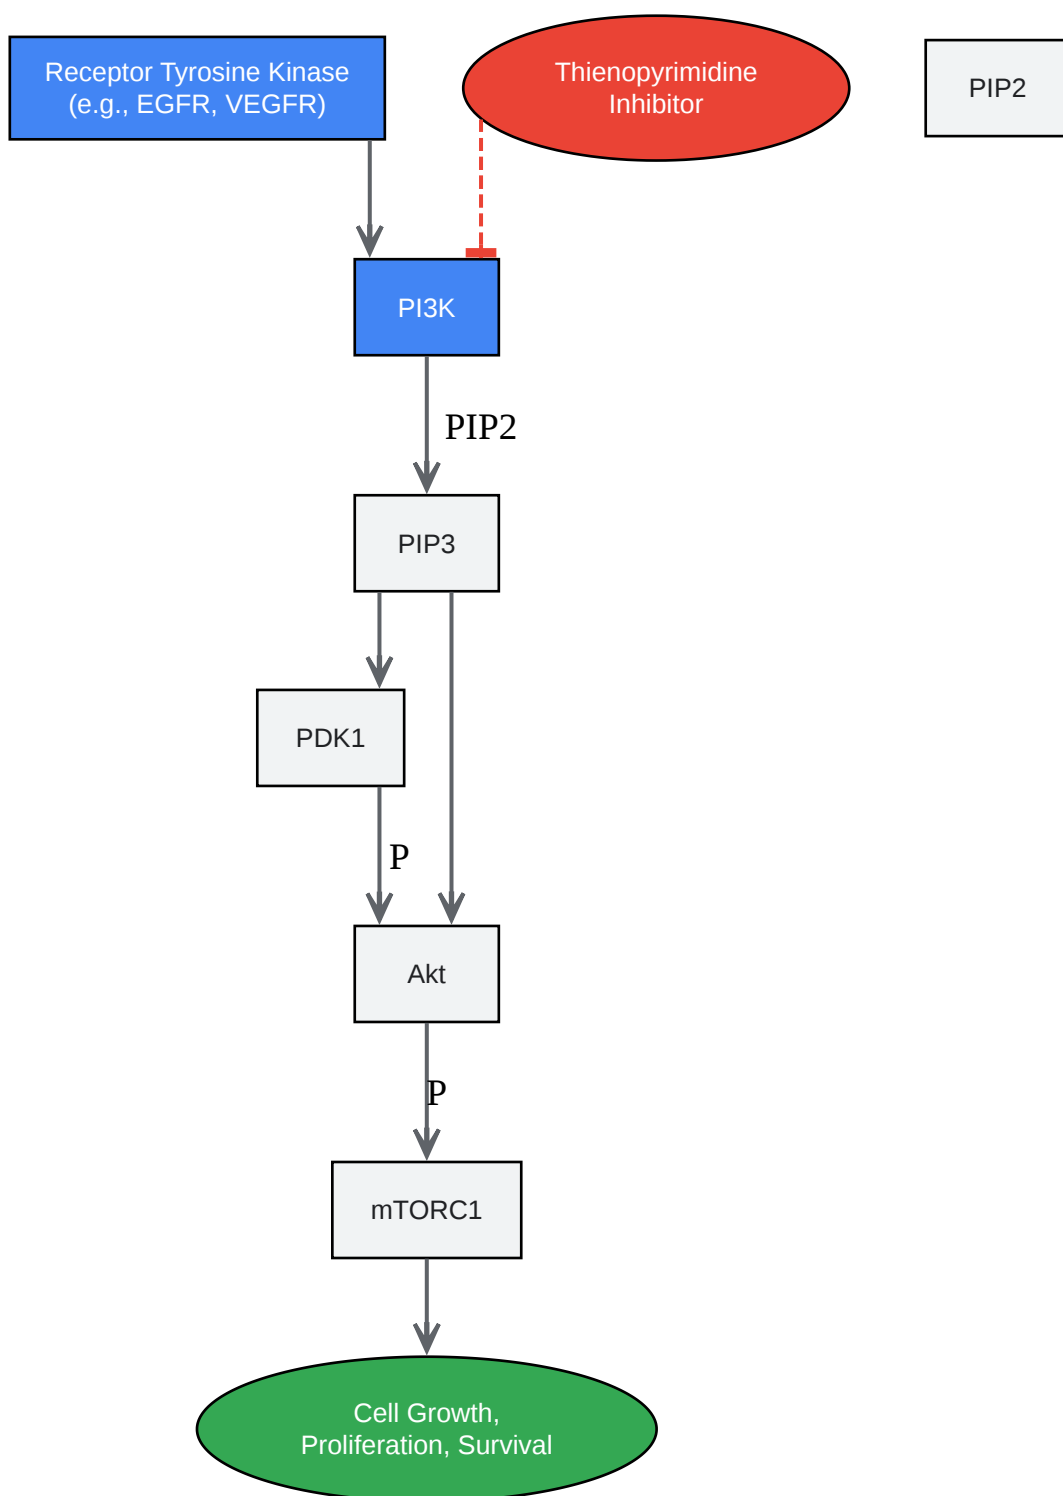 Receptor Tyrosine Kinase
(e.g., EGFR, VEGFR)
Thienopyrimidine
Inhibitor
PIP2
PI3K
PIP2
PIP3
PDK1
P
Akt
P
mTORC1
Cell Growth,
Proliferation, Survival